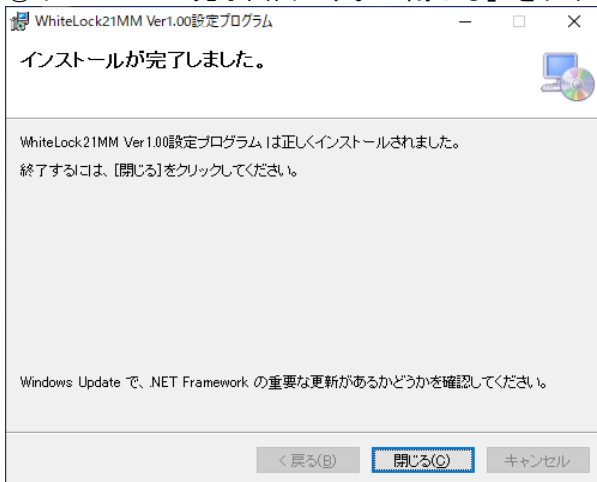 WhiteLock21MM Ver1.00設定プログラム
インストールが完了しました。
WhiteLock21MM Ver1.00設定プログラム は正しくインストールされました。
終了するには、[閉じる]をクリックしてください。
Windows Update で、.NET Framework の重要な更新があるかどうかを確認してください。
< 戻る(B) 閉じる(C) キャンセル